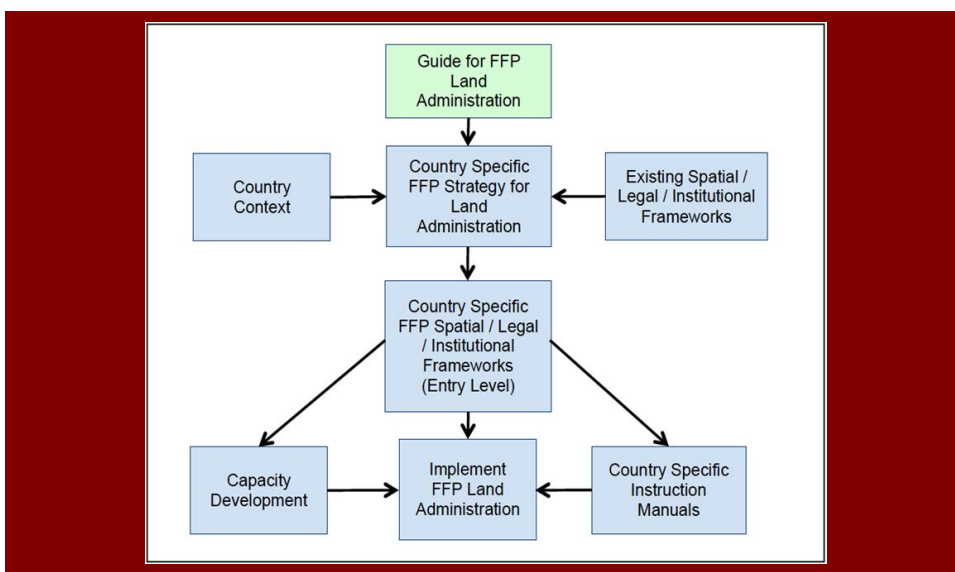 Guide for FFP
Land
Administration
Country
Context
Country Specific
FFP Strategy for
Land
Administration
Existing Spatial /
Legal / Institutional
Frameworks
Country Specific
FFP Spatial / Legal
/ Institutional
Frameworks
(Entry Level)
Capacity
Development
Implement
FFP Land
Administration
Country Specific
Instruction
Manuals